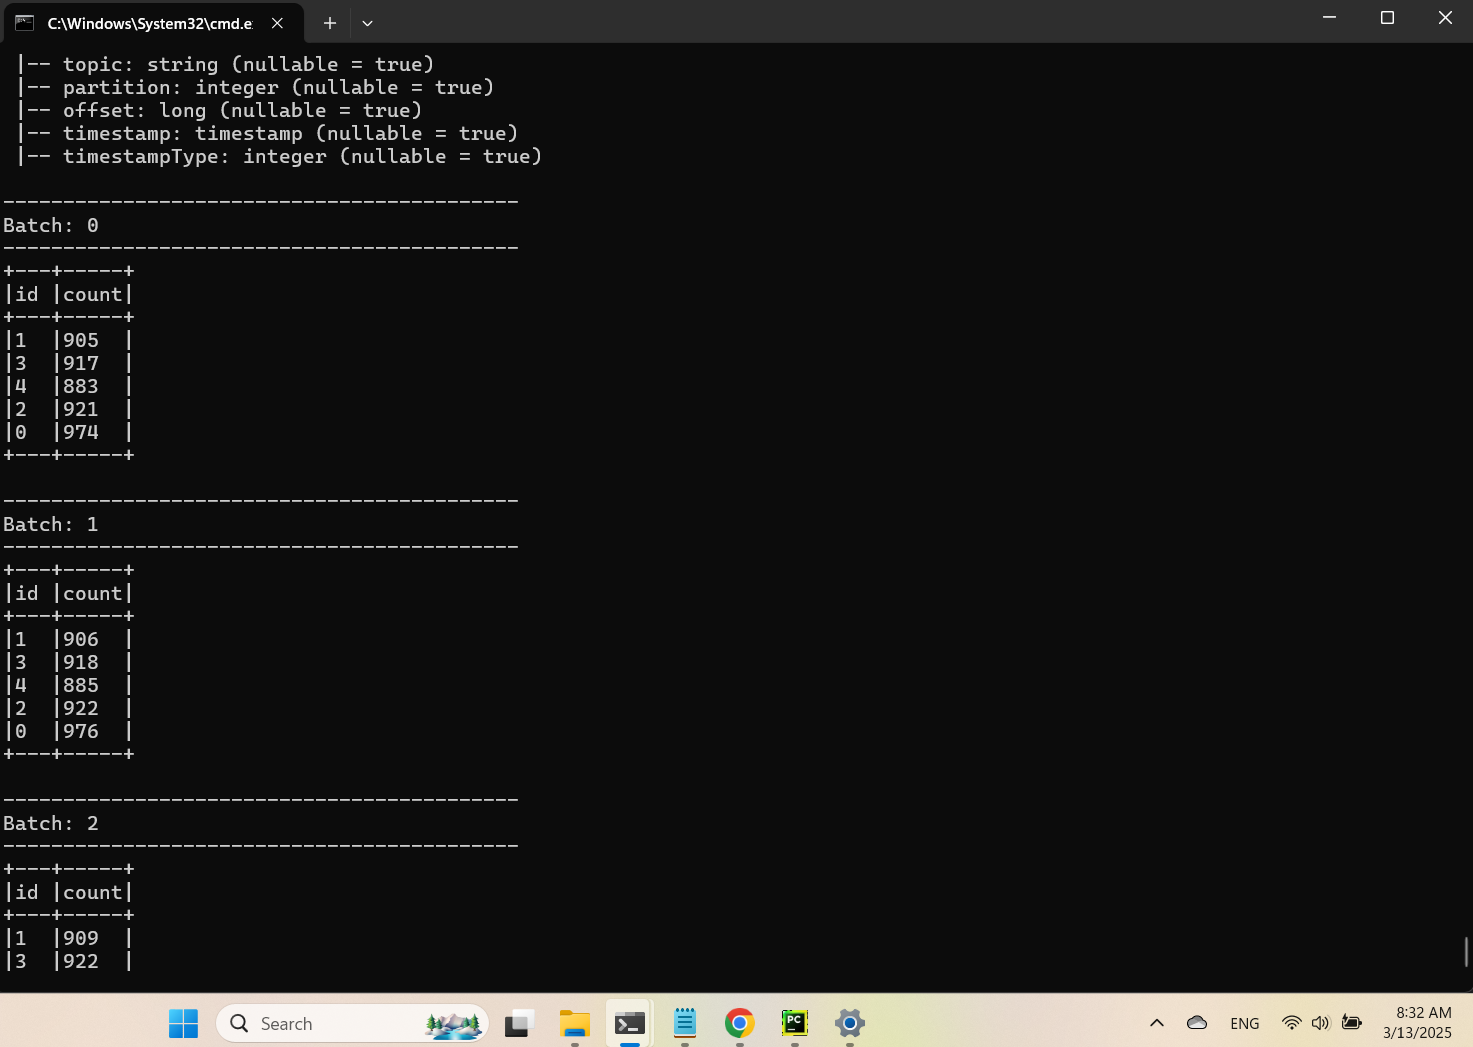 C:\Windows\System32\cmd.e
|-- topic: string (nullable = true)
|-- partition: integer (nullable = true)
|-- offset: long (nullable = true)
|-- timestamp: timestamp (nullable = true)
|-- timestampType: integer (nullable = true)
-------------------------------------------
Batch: 0
-------------------------------------------
+---+-----+
|id |count|
+---+-----+
|1  |905  |
|3  |917  |
|4  |883  |
|2  |921  |
|0  |974  |
+---+-----+
-------------------------------------------
Batch: 1
-------------------------------------------
+---+-----+
|id |count|
+---+-----+
|1  |906  |
|3  |918  |
|4  |885  |
|2  |922  |
|0  |976  |
+---+-----+
-------------------------------------------
Batch: 2
-------------------------------------------
+---+-----+
|id |count|
+---+-----+
|1  |909  |
|3  |922  |
Search
PC
ENG
8:32 AM
3/13/2025